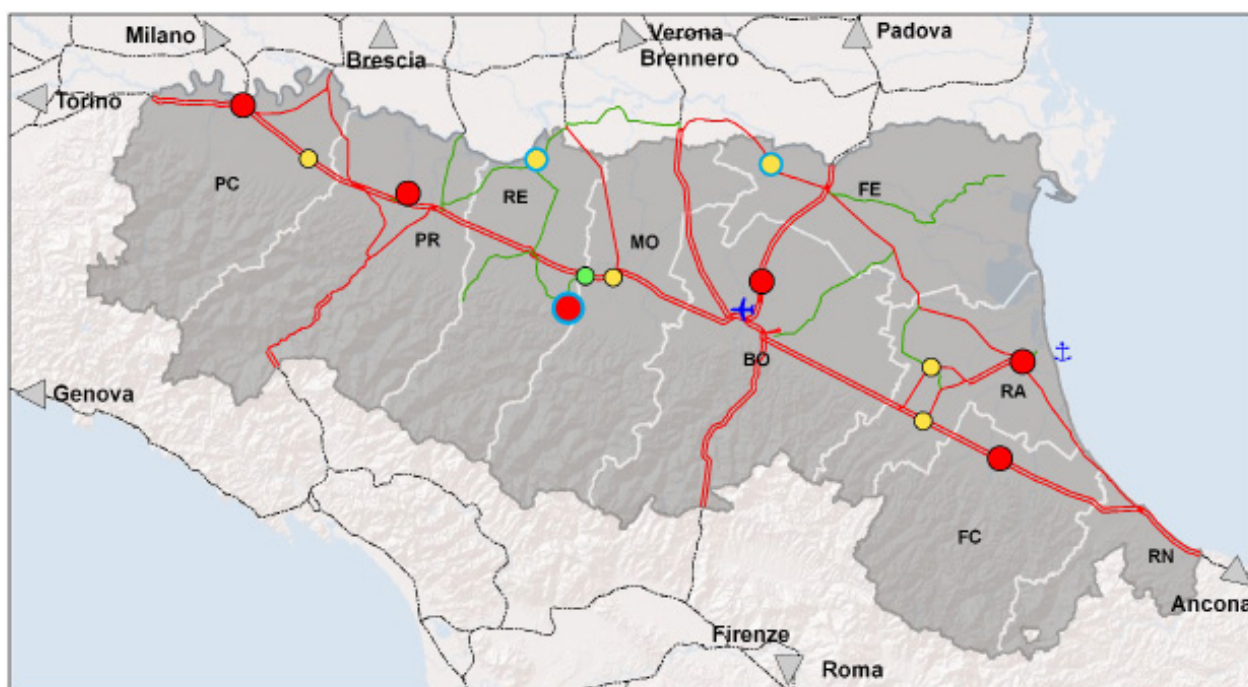 Milano
Verona
Brennero
Padova
Brescia
Torino
PC
RE
FE
PR
MO
BO
RA
Genova
FC
RN
Ancona
Firenze
Roma